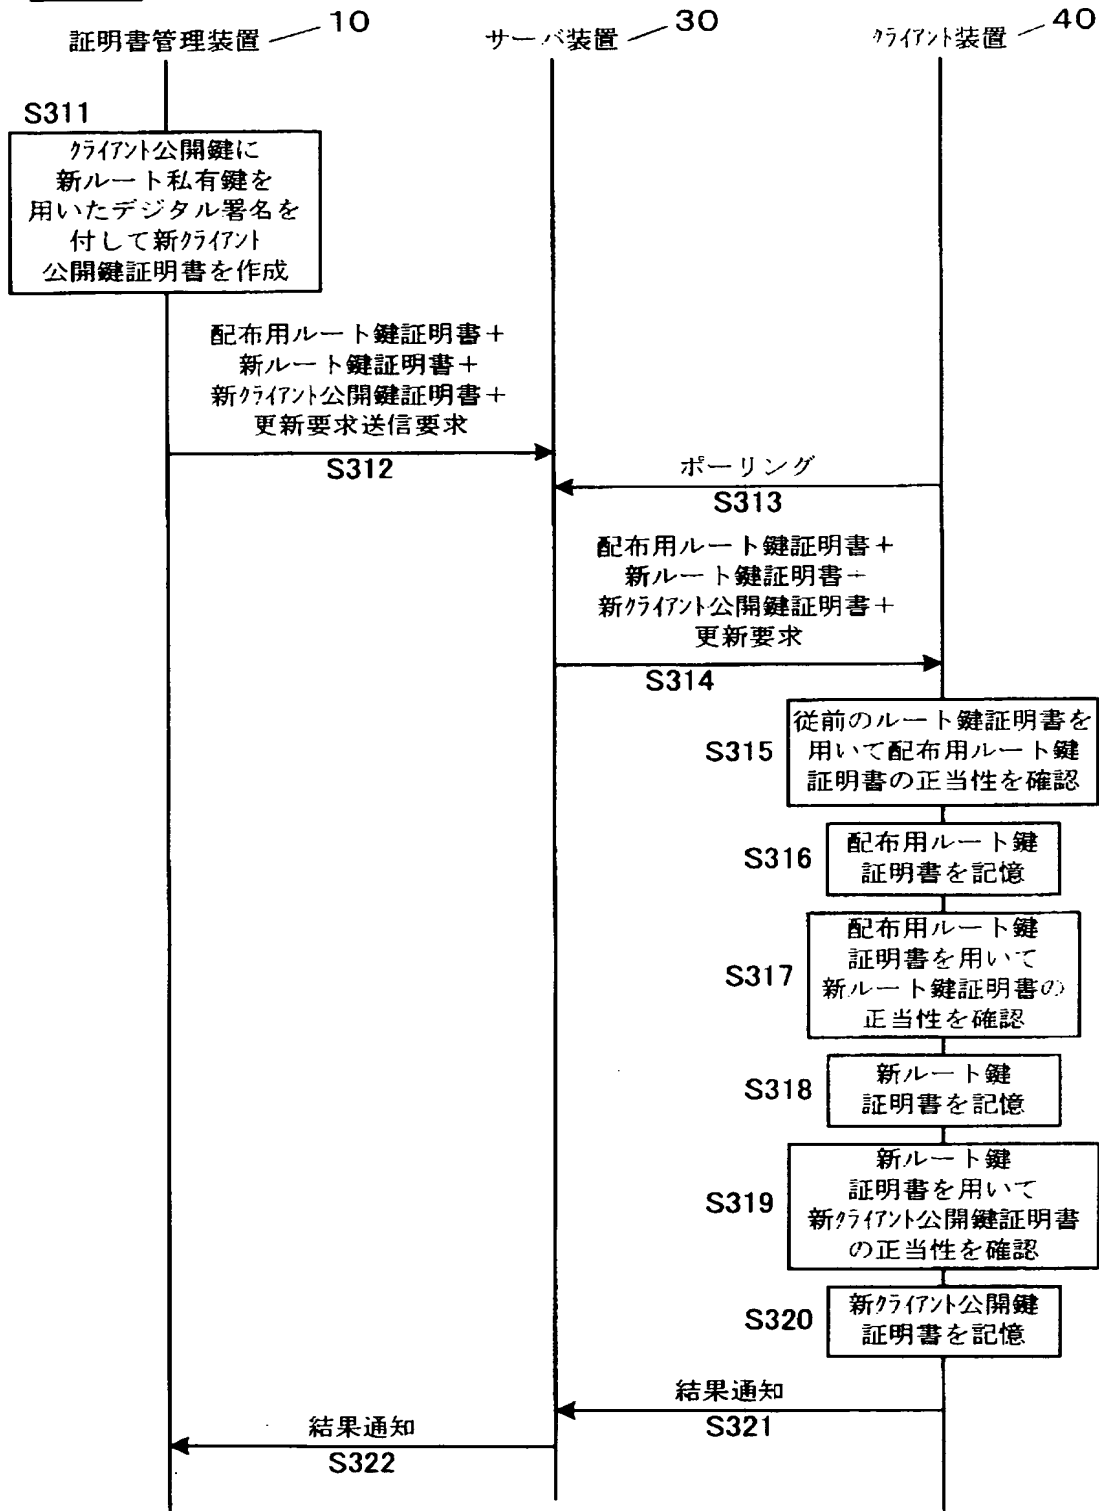 証明書管理装置 10
サーバ装置 30
クライアント装置 40
S311
クライアント公開鍵に
新ルート私有鍵を
用いたデジタル署名を
付して新クライアント
公開鍵証明書を作成
配布用ルート鍵証明書+
新ルート鍵証明書+
新クライアント公開鍵証明書+
更新要求送信要求
S312
ポーリング
S313
配布用ルート鍵証明書+
新ルート鍵証明書+
新クライアント公開鍵証明書+
更新要求
S314
S315
従前のルート鍵証明書を
用いて配布用ルート鍵
証明書の正当性を確認
S316
配布用ルート鍵
証明書を記憶
S317
配布用ルート鍵
証明書を用いて
新ルート鍵証明書の
正当性を確認
S318
新ルート鍵
証明書を記憶
S319
新ルート鍵
証明書を用いて
新クライアント公開鍵証明書
の正当性を確認
S320
新クライアント公開鍵
証明書を記憶
結果通知
S321
結果通知
S322